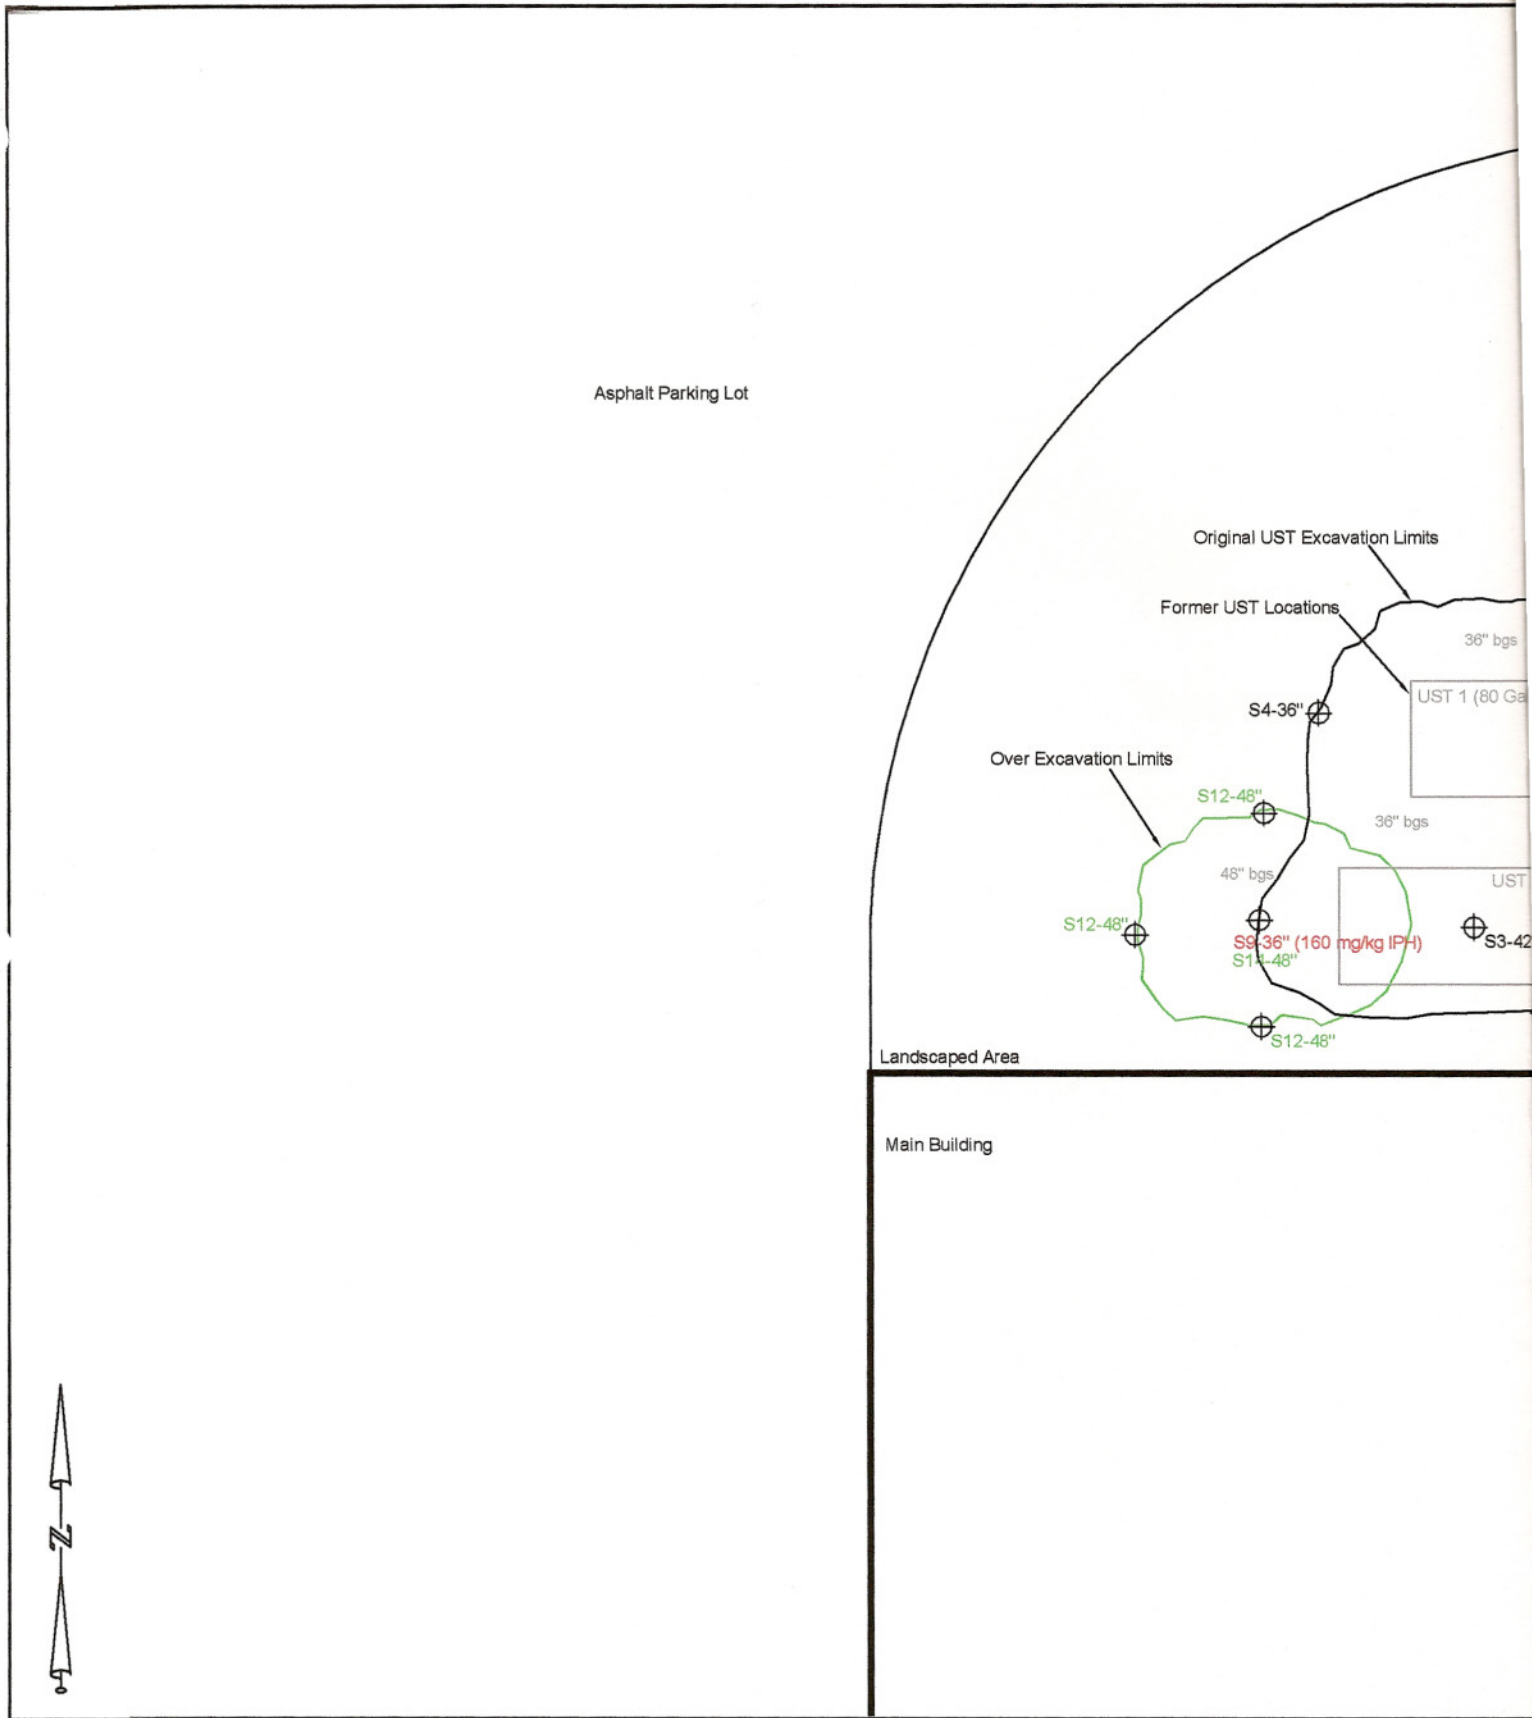 Asphalt Parking Lot
Original UST Excavation Limits
Former UST Locations
36" bgs
UST 1 (80 Ga
S4-36"
Over Excavation Limits
S12-48"
36" bgs
48" bgs
UST
S12-48"
S9-36" (160 mg/kg IPH)
S3-42
S14-48"
S12-48"
Landscaped Area
Main Building
N